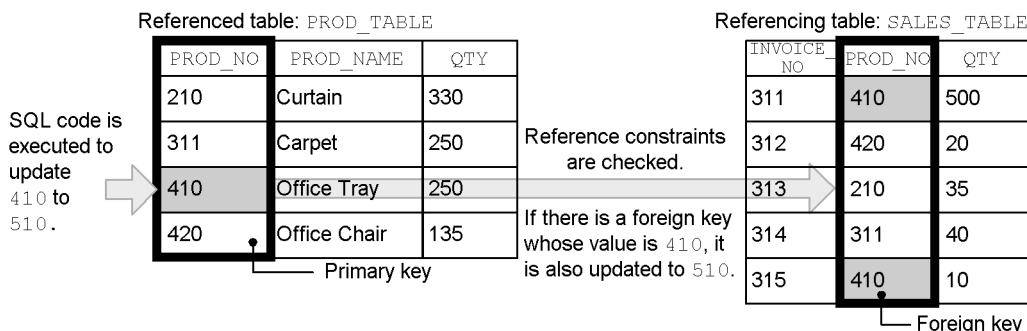 Referenced table: PROD_TABLE
Referencing table: SALES_TABLE
PROD_NO PROD_NAME QTY
210 Curtain 330
311 Carpet 250
410 Office Tray 250
420 Office Chair 135
Primary key
SQL code is
executed to
update
410 to
510.
Reference constraints
are checked.
If there is a foreign key
whose value is 410, it
is also updated to 510.
INVOICE_
NO PROD_NO QTY
311 410 500
312 420 20
313 210 35
314 311 40
315 410 10
Foreign key